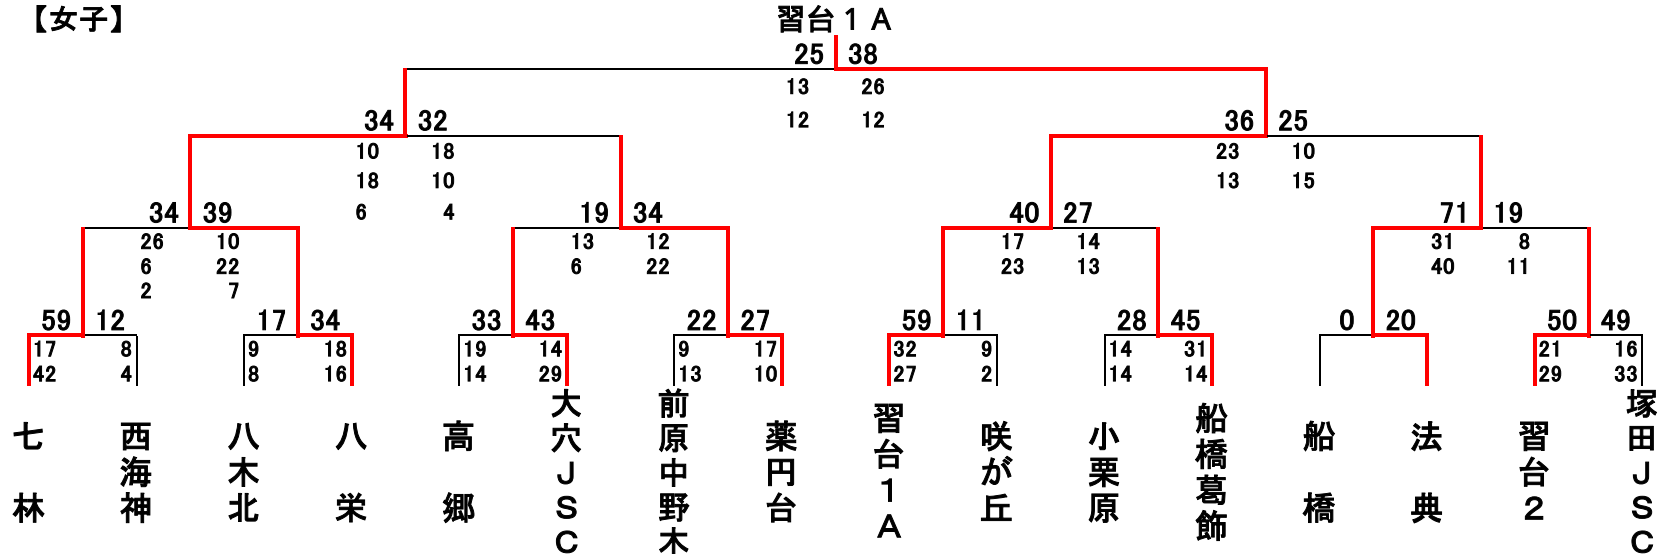 【女子】
習台１Ａ
25 38
13 26
12 12
34 32
10 18
18 10
6 4
36 25
23 10
13 15
34 39
26 10
6 22
2 7
19 34
13 12
6 22
40 27
17 14
23 13
71 19
31 8
40 11
59 12
17 8
42 4
17 34
9 18
8 16
33 43
19 14
14 29
22 27
9 17
13 10
59 11
32 9
27 2
28 45
14 31
14 14
0 20
50 49
21 16
29 33
七林
西海神
八木北
八栄
高郷
大穴ＪＳＣ
前原中野木
薬円台
習台１Ａ
咲が丘
小栗原
船橋葛飾
船橋
法典
習台２
塚田ＪＳＣ